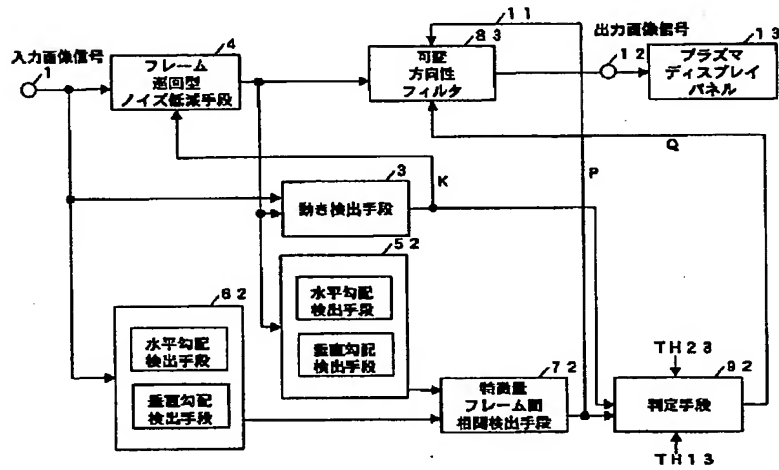 入力画像信号
1
4
フレーム
巡回型
ノイズ低減手段
11
83
可変
方向性
フィルタ
出力画像信号
12
13
プラズマ
ディスプレイ
パネル
Q
P
K
3
動き検出手段
52
水平勾配
検出手段
垂直勾配
検出手段
62
水平勾配
検出手段
垂直勾配
検出手段
72
特徴量
フレーム間
相関検出手段
TH23
92
判定手段
TH13